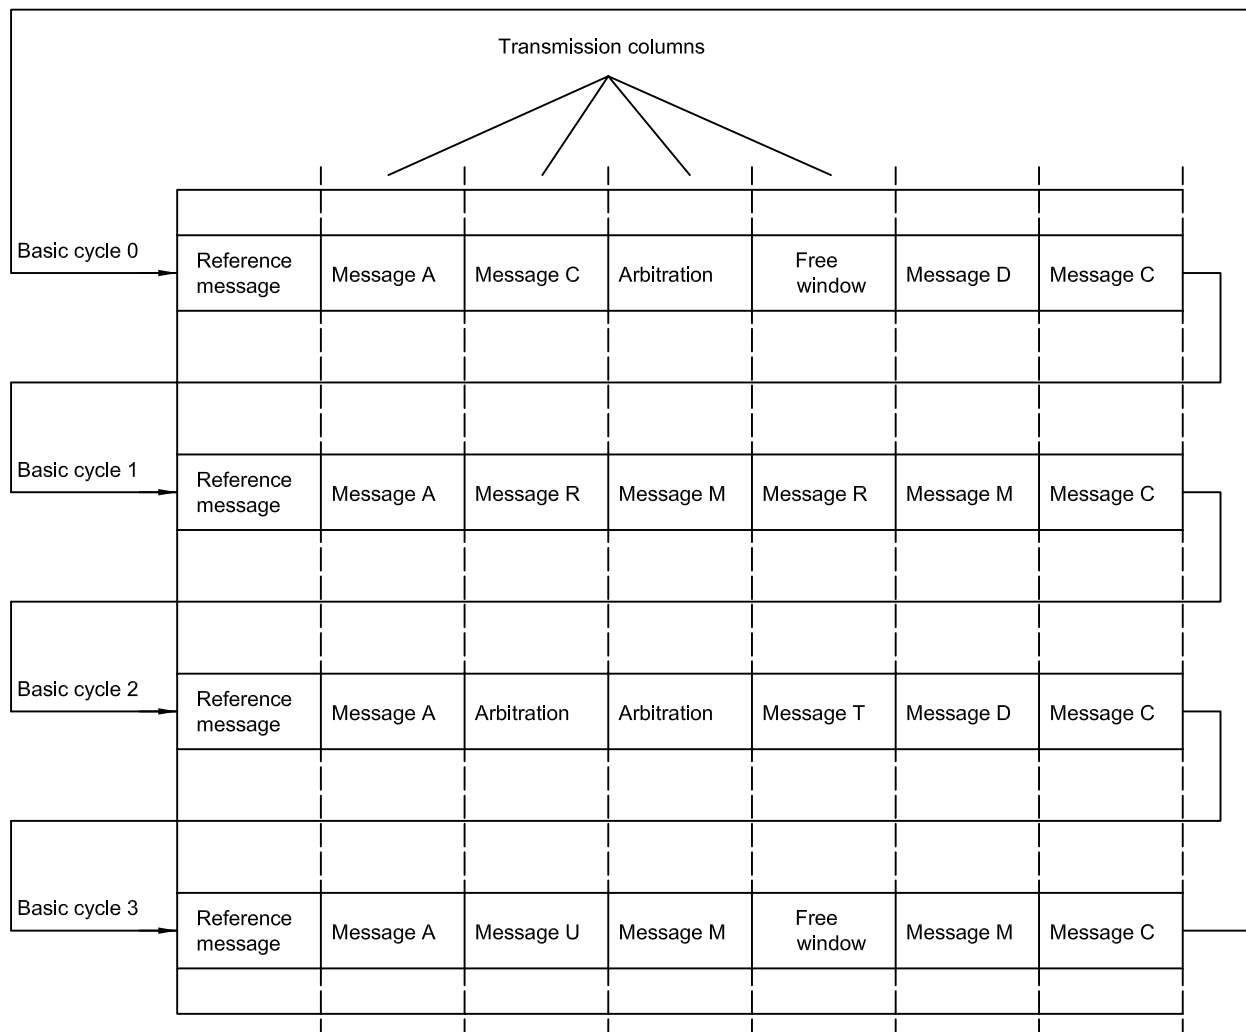 Transmission columns
Basic cycle 0
Reference
message
Message A
Message C
Arbitration
Free
window
Message D
Message C
Basic cycle 1
Reference
message
Message A
Message R
Message M
Message R
Message M
Message C
Basic cycle 2
Reference
message
Message A
Arbitration
Arbitration
Message T
Message D
Message C
Basic cycle 3
Reference
message
Message A
Message U
Message M
Free
window
Message M
Message C